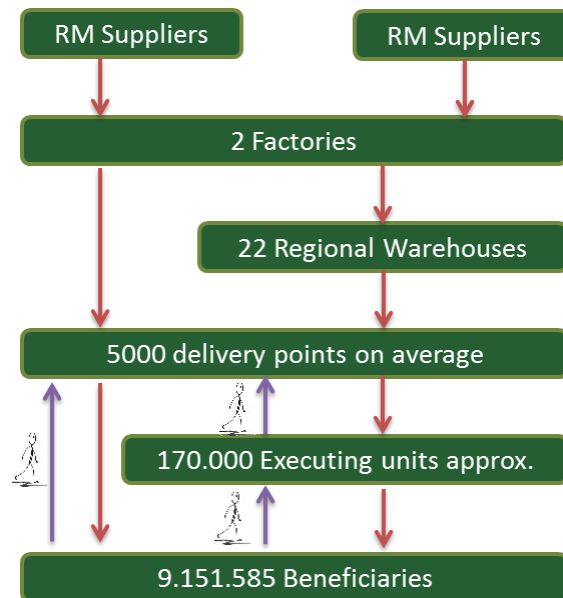 RM Suppliers
RM Suppliers
2 Factories
22 Regional Warehouses
5000 delivery points on average
170.000 Executing units approx.
9.151.585 Beneficiaries